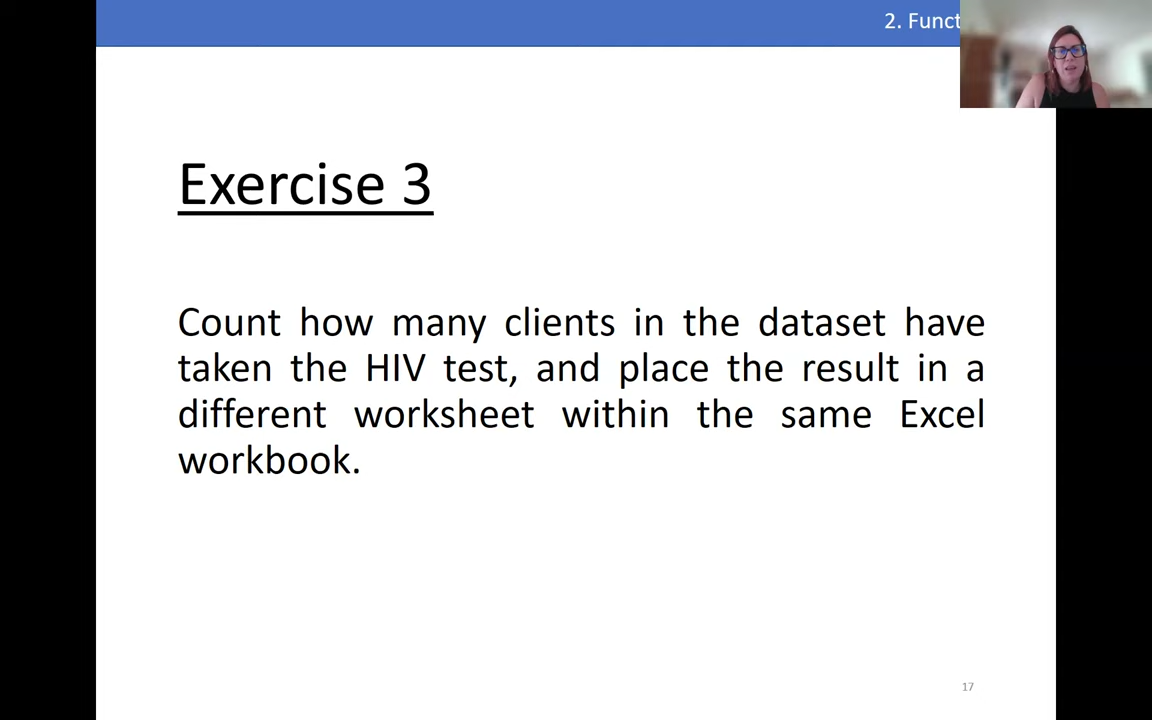 2. Funct
Exercise 3
Count how many clients in the dataset have
taken the HIV test, and place the result in a
different worksheet within the same Excel
workbook.
17